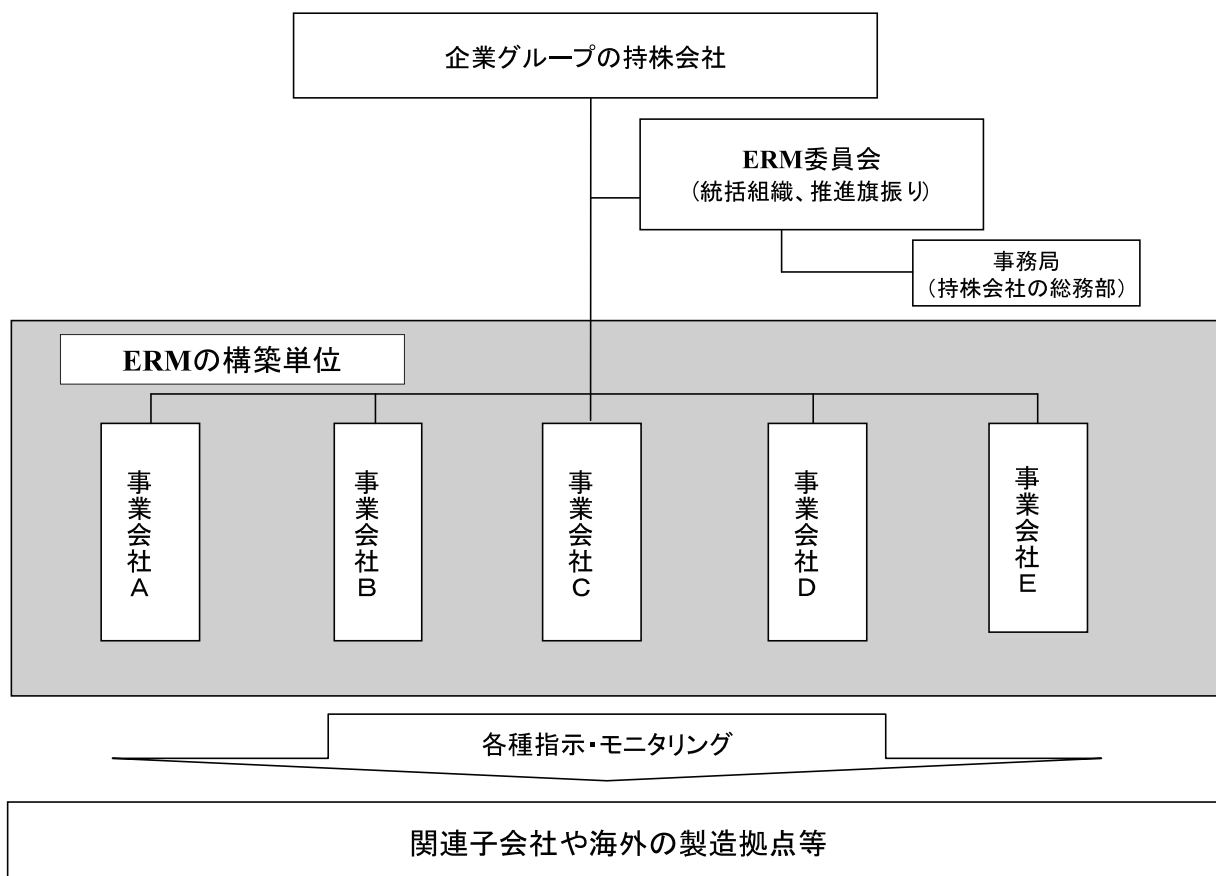 企業グループの持株会社
ERM委員会
(統括組織、推進旗振り)
事務局
(持株会社の総務部)
ERMの構築単位
事業会社A
事業会社B
事業会社C
事業会社D
事業会社E
各種指示・モニタリング
関連子会社や海外の製造拠点等